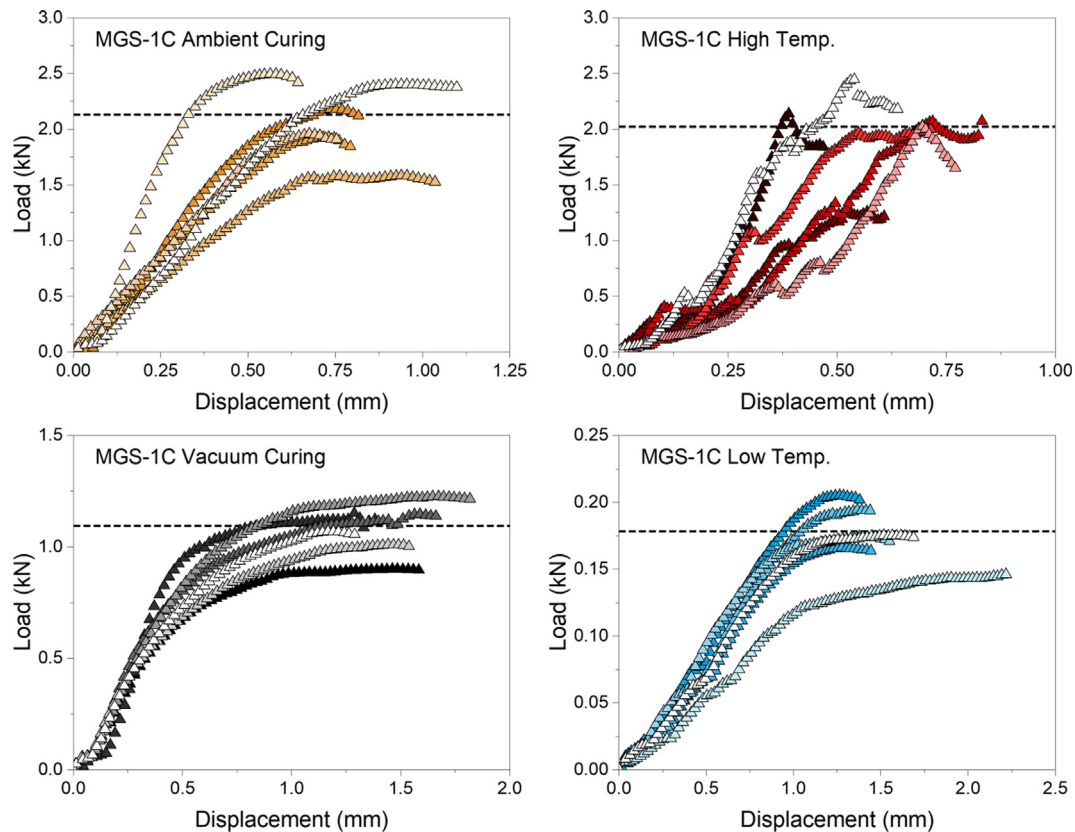 MGS-1C Ambient Curing
3.0
2.5
2.0
1.5
1.0
0.5
0.0
Load (kN)
0.00 0.25 0.50 0.75 1.00 1.25
Displacement (mm)
MGS-1C High Temp.
3.0
2.5
2.0
1.5
1.0
0.5
0.0
Load (kN)
0.00 0.25 0.50 0.75 1.00
Displacement (mm)
MGS-1C Vacuum Curing
1.5
1.0
0.5
0.0
Load (kN)
0.0 0.5 1.0 1.5 2.0
Displacement (mm)
MGS-1C Low Temp.
0.25
0.20
0.15
0.10
0.05
0.00
Load (kN)
0.0 0.5 1.0 1.5 2.0 2.5
Displacement (mm)